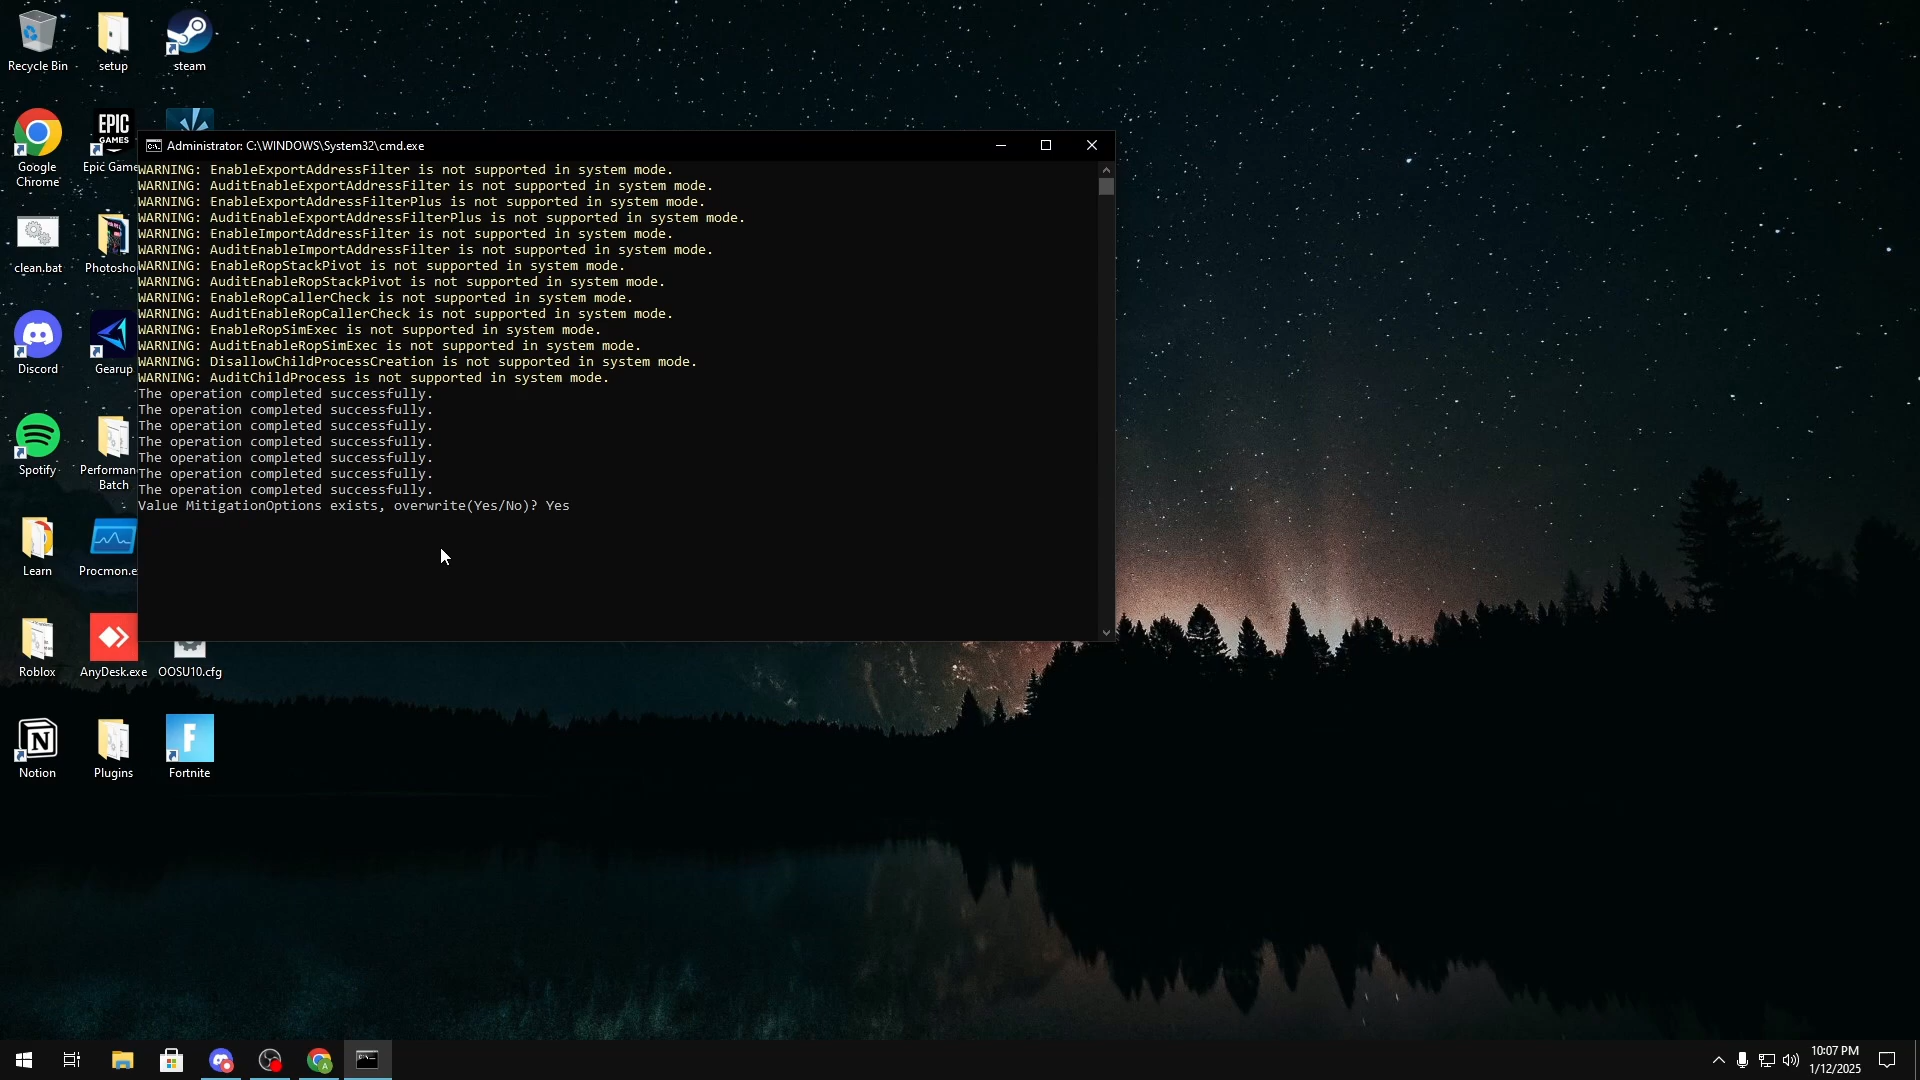 Recycle Bin
setup
steam
Google
Chrome
EPIC
GAMES
Epic Game
clean.bat
Photosho
Discord
Gearup
Spotify
Performan
Batch
Learn
Procmon.e
Roblox
AnyDesk.exe
OOSU10.cfg
Notion
Plugins
Fortnite
Administrator: C:\WINDOWS\System32\cmd.exe
WARNING: EnableExportAddressFilter is not supported in system mode.
WARNING: AuditEnableExportAddressFilter is not supported in system mode.
WARNING: EnableExportAddressFilterPlus is not supported in system mode.
WARNING: AuditEnableExportAddressFilterPlus is not supported in system mode.
WARNING: EnableImportAddressFilter is not supported in system mode.
WARNING: AuditEnableImportAddressFilter is not supported in system mode.
WARNING: EnableRopStackPivot is not supported in system mode.
WARNING: AuditEnableRopStackPivot is not supported in system mode.
WARNING: EnableRopCallerCheck is not supported in system mode.
WARNING: AuditEnableRopCallerCheck is not supported in system mode.
WARNING: EnableRopSimExec is not supported in system mode.
WARNING: AuditEnableRopSimExec is not supported in system mode.
WARNING: DisallowChildProcessCreation is not supported in system mode.
WARNING: AuditChildProcess is not supported in system mode.
The operation completed successfully.
The operation completed successfully.
The operation completed successfully.
The operation completed successfully.
The operation completed successfully.
The operation completed successfully.
The operation completed successfully.
Value MitigationOptions exists, overwrite(Yes/No)? Yes
10:07 PM
1/12/2025